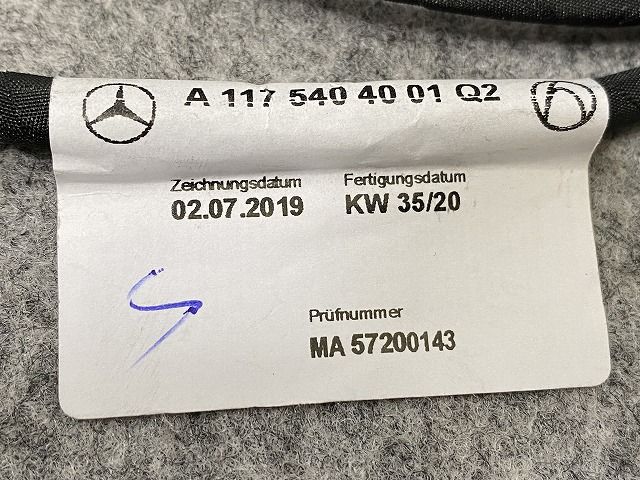 A 117 540 40 01 Q2
Zeichnungsdatum Fertigungsdatum
02.07.2019 KW 35/20
Prüfnummer
MA 57200143